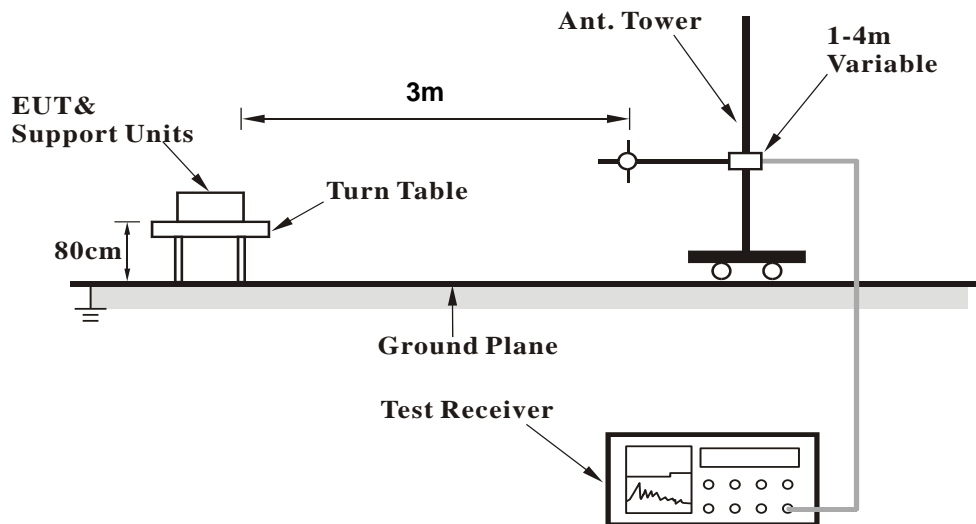 Ant. Tower
1-4m
Variable
3m
EUT&
Support Units
Turn Table
80cm
Ground Plane
Test Receiver